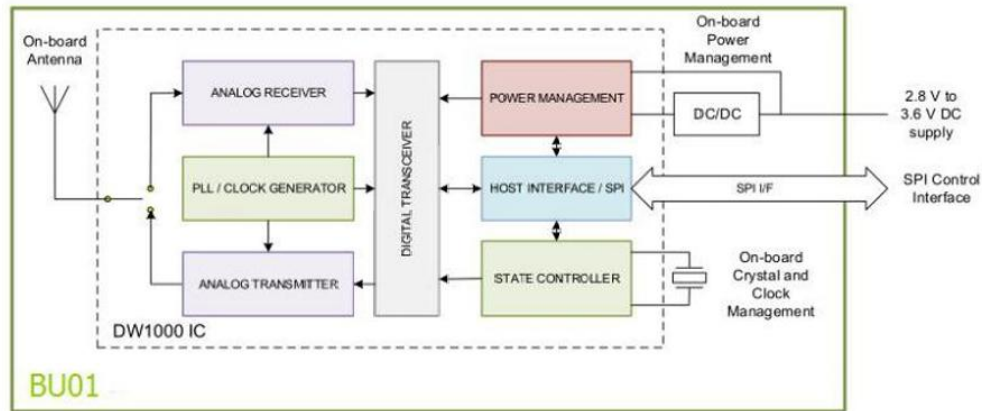 On-board
Antenna
ANALOG RECEIVER
PLL / CLOCK GENERATOR
ANALOG TRANSMITTER
DIGITAL TRANSCEIVER
POWER MANAGEMENT
HOST INTERFACE / SPI
STATE CONTROLLER
DW1000 IC
On-board
Power
Management
DC/DC
2.8 V to
3.6 V DC
supply
SPI I/F
SPI Control
Interface
On-board
Crystal and
Clock
Management
BU01